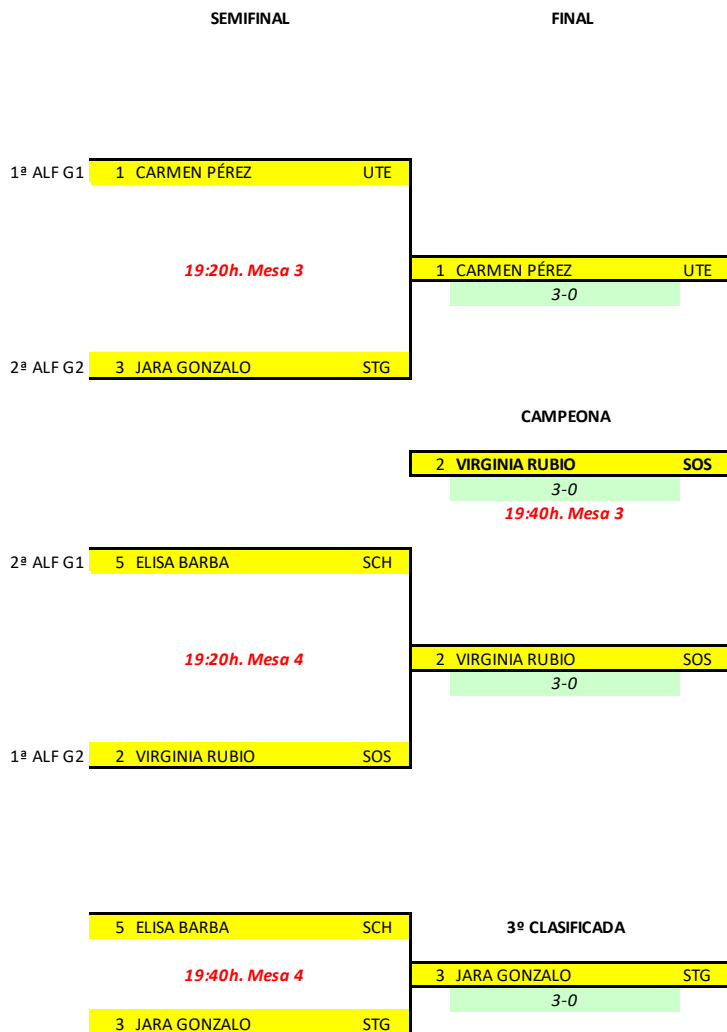 SEMIFINAL FINAL
1ª ALF G1 1 CARMEN PÉREZ UTE
19:20h. Mesa 3 1 CARMEN PÉREZ UTE
3-0
2ª ALF G2 3 JARA GONZALO STG
CAMPEONA
2 VIRGINIA RUBIO SOS
3-0
19:40h. Mesa 3
2ª ALF G1 5 ELISA BARBA SCH
19:20h. Mesa 4 2 VIRGINIA RUBIO SOS
3-0
1ª ALF G2 2 VIRGINIA RUBIO SOS
5 ELISA BARBA SCH 3º CLASIFICADA
19:40h. Mesa 4 3 JARA GONZALO STG
3-0
3 JARA GONZALO STG